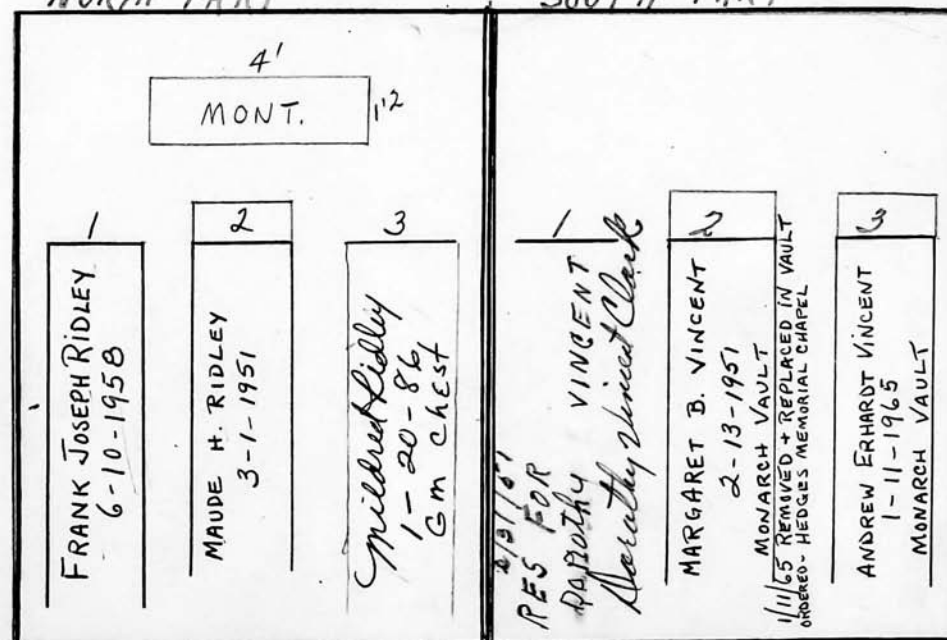 NORTH PART
SOUTH PART
4'
MONT.
1'2
1
FRANK JOSEPH RIDLEY
6-10-1958
2
MAUDE H. RIDLEY
3-1-1951
3
Mildred Ridley
1-20-86
Gm Chest
1
RES FOR
DOROTHY VINCENT
Dorothy Vincent Clark
2
MARGARET B. VINCENT
2-13-1951
MONARCH VAULT
1/11/65 REMOVED + REPLACED IN VAULT
ORDERED - HEDGES MEMORIAL CHAPEL
3
ANDREW ERHARDT VINCENT
1-11-1965
MONARCH VAULT